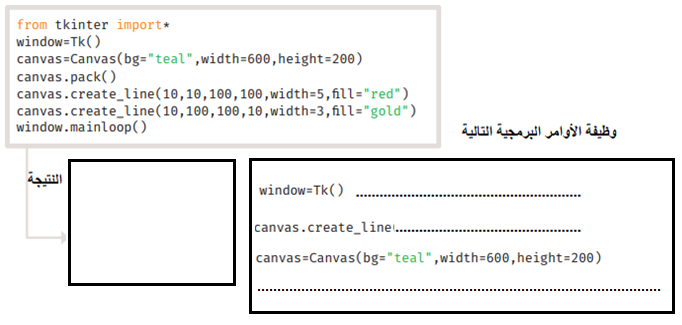 from tkinter import*
window=Tk()
canvas=Canvas(bg="teal",width=600,height=200)
canvas.pack()
canvas.create_line(10,10,100,100,width=5,fill="red")
canvas.create_line(10,100,100,10,width=3,fill="gold")
window.mainloop()
وظيفة الأوامر البرمجية التالية
النتيجة
window=Tk() ........................................................
canvas.create_line(..............................................
canvas=Canvas(bg="teal",width=600,height=200)
....................................................................................................